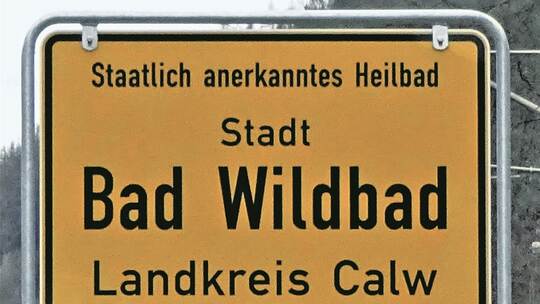 Staatlich anerkanntes Heilbad
Stadt
Bad Wildbad
Landkreis Calw